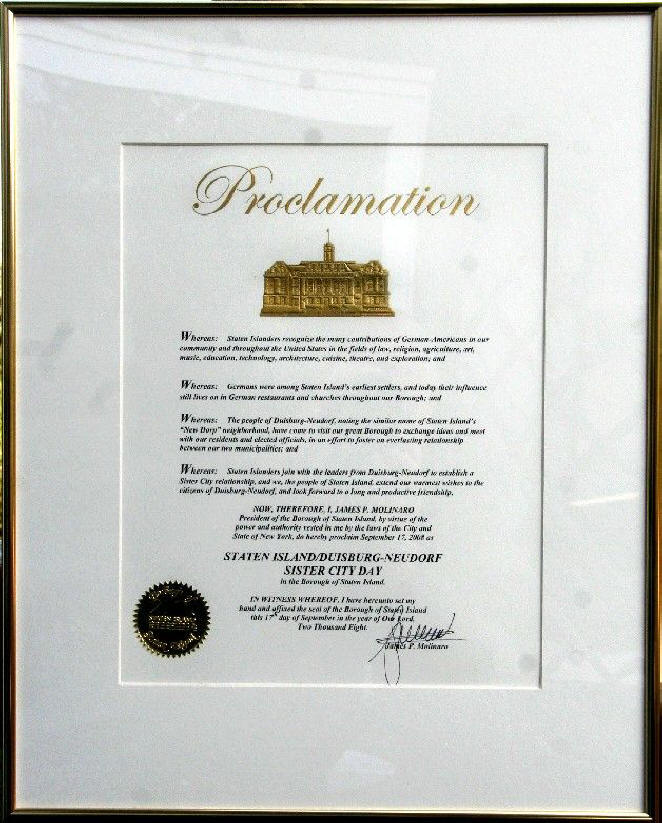 Proclamation
Whereas: Staten Islanders recognize the many contributions of German-Americans in our
community and throughout the United States in the fields of law, religion, agriculture, art,
music, education, technology, architecture, cuisine, theatre, and exploration; and
Whereas: Germans were among Staten Island's earliest settlers, and today their influence
still lives on in German restaurants and churches throughout our Borough; and
Whereas: The people of Duisburg-Neudorf, noting the similar name of Staten Island's
"New Dorp" neighborhood, have come to visit our great Borough to exchange ideas and meet
with our residents and elected officials, in an effort to foster an everlasting relationship
between our two municipalities; and
Whereas: Staten Islanders join with the leaders from Duisburg-Neudorf to establish a
Sister City relationship, and we, the people of Staten Island, extend our warmest wishes to the
citizens of Duisburg-Neudorf, and look forward to a long and productive friendship.
NOW, THEREFORE, I, JAMES P. MOLINARO
President of the Borough of Staten Island, by virtue of the
power and authority vested in me by the laws of the City and
State of New York, do hereby proclaim September 17, 2008 as
STATEN ISLAND/DUISBURG-NEUDORF
SISTER CITY DAY
in the Borough of Staten Island.
IN WITNESS WHEREOF, I have hereunto set my
hand and affixed the seal of the Borough of Staten Island
this 17th day of September in the year of Our Lord,
Two Thousand Eight.
James P. Molinaro